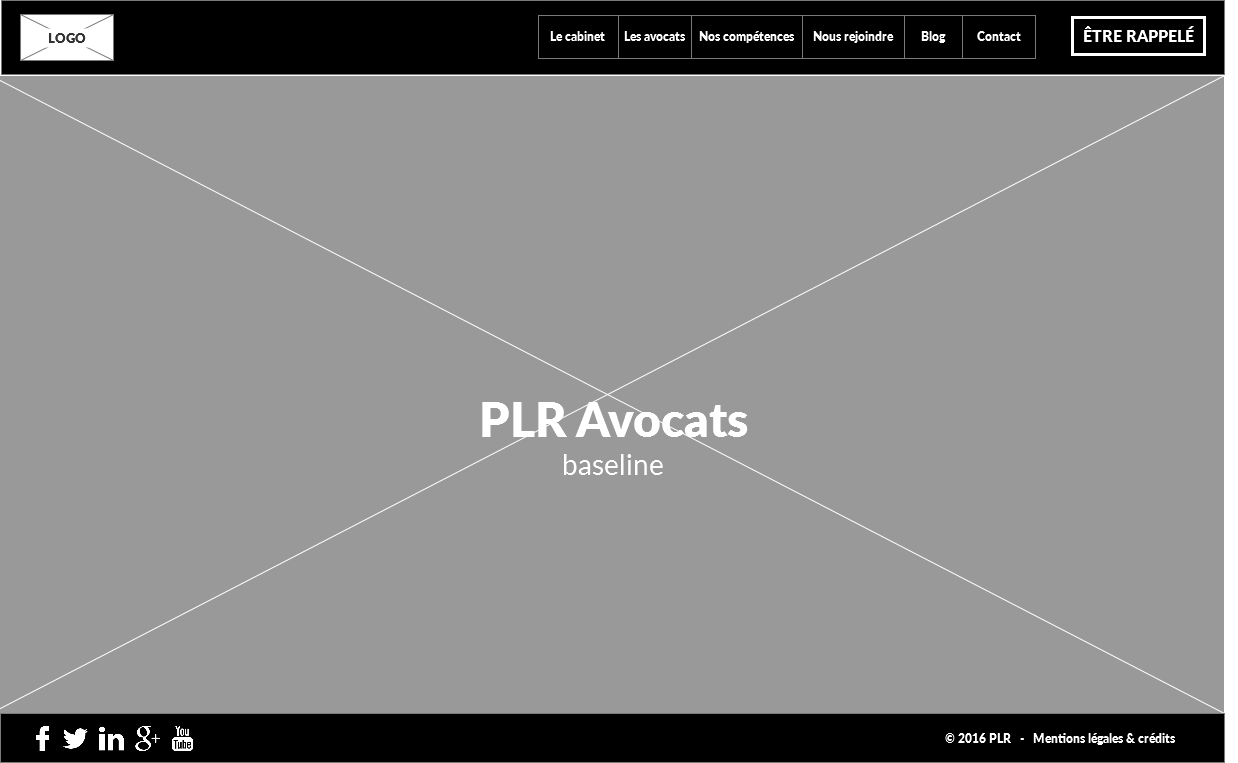 LOGO
Le cabinet
Les avocats
Nos compétences
Nous rejoindre
Blog
Contact
ÊTRE RAPPELÉ
PLR Avocats
baseline
You
Tube
© 2016 PLR - Mentions légales & crédits